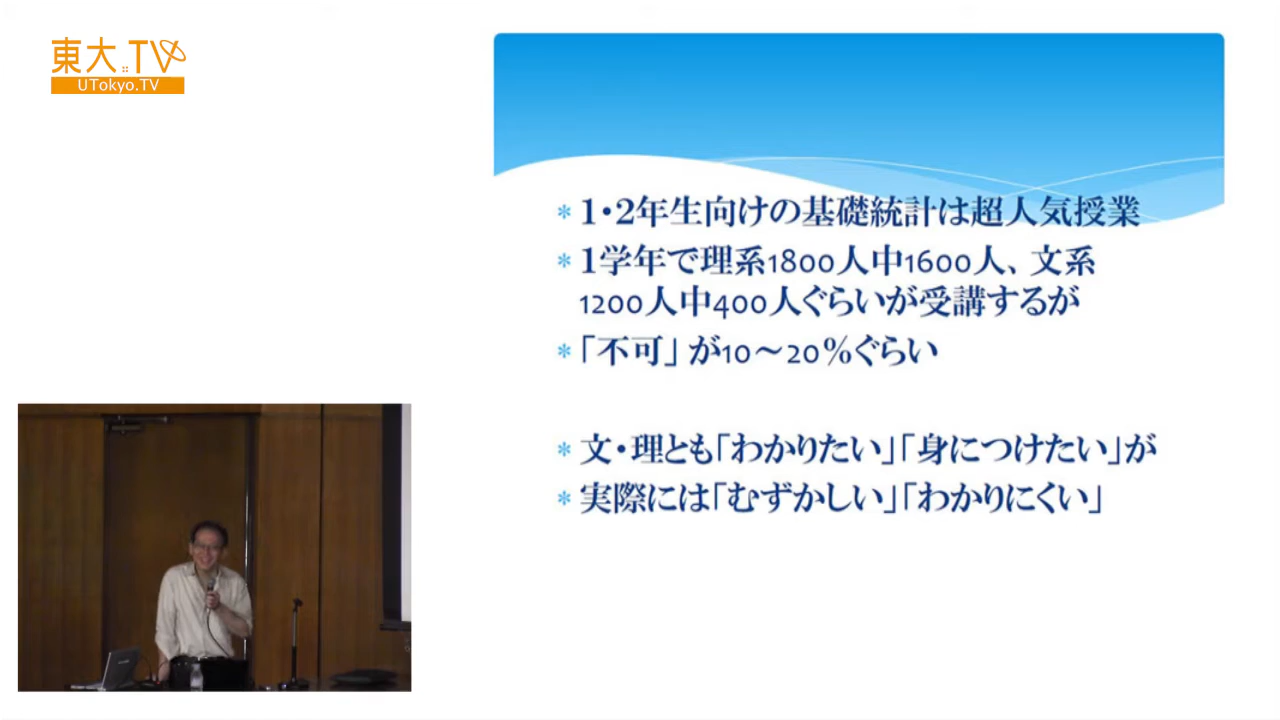 東大.TV
UTokyo.TV
* 1・2年生向けの基礎統計は超人気授業
* 1学年で理系1800人中1600人、文系
1200人中400人ぐらいが受講するが
* 「不可」が10～20％ぐらい
* 文・理とも「わかりたい」「身につけたい」が
* 実際には「むずかしい」「わかりにくい」